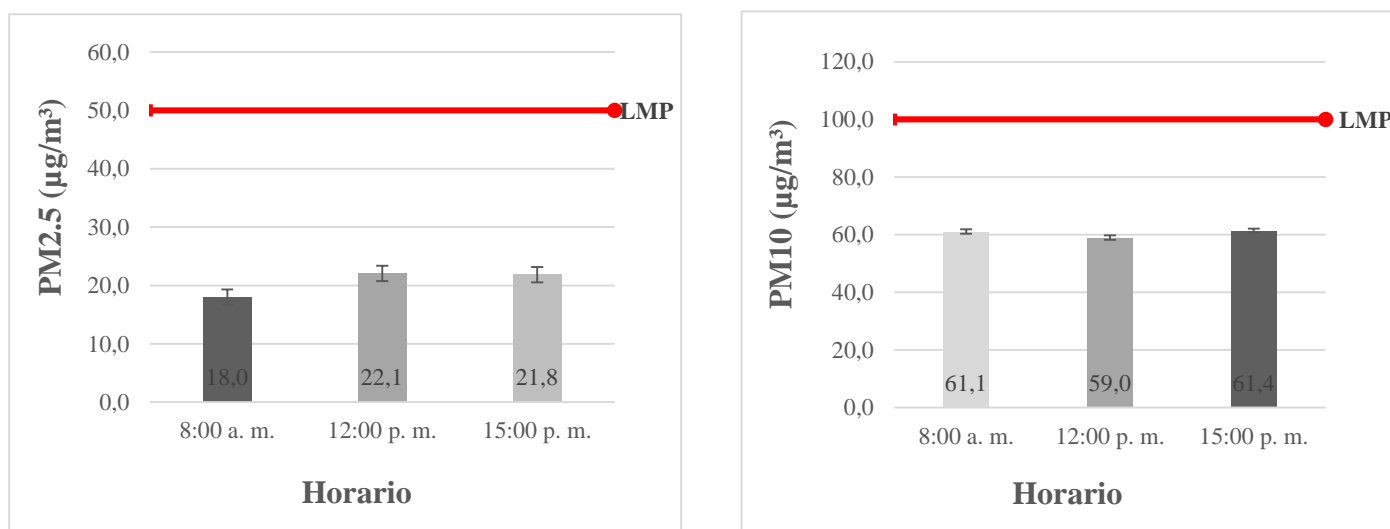 60,0
50,0
40,0
30,0
20,0
10,0
0,0
PM2.5 (µg/m³)
LMP
18,0
22,1
21,8
8:00 a. m.
12:00 p. m.
15:00 p. m.
Horario
120,0
100,0
80,0
60,0
40,0
20,0
0,0
PM10 (µg/m³)
LMP
61,1
59,0
61,4
8:00 a. m.
12:00 p. m.
15:00 p. m.
Horario